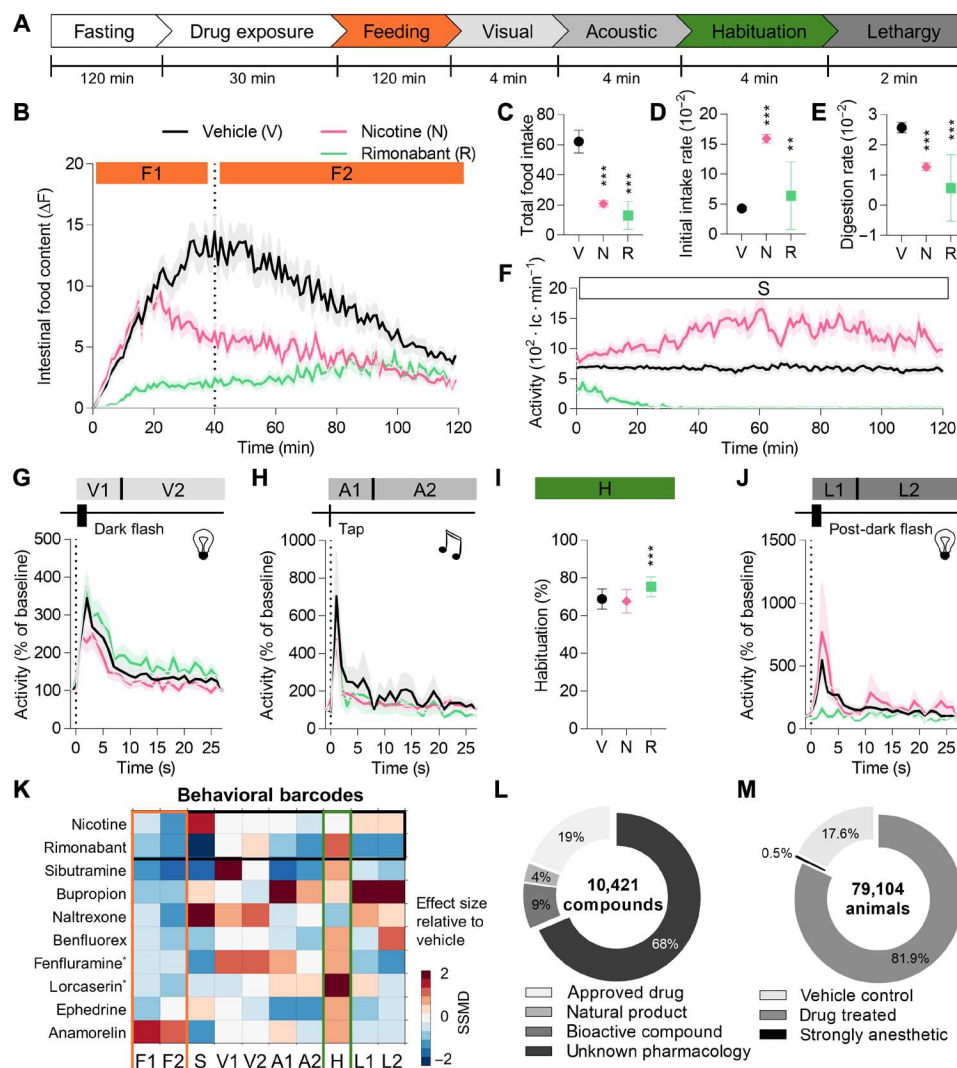 A
Fasting Drug exposure Feeding Visual Acoustic Habituation Lethargy
120 min 30 min 120 min 4 min 4 min 4 min 2 min
B
Vehicle (V) Nicotine (N)
Rimonabant (R)
F1 F2
Intestinal food content (ΔF)
20
15
10
5
0
0 20 40 60 80 100 120
Time (min)
C
Total food intake
80
60
40
20
0
*** ***
V N R
D
Initial intake rate (10⁻²)
20
15
10
5
0
*** **
V N R
E
Digestion rate (10⁻²)
3
2
1
0
−1
*** ***
V N R
F
S
Activity (10² · Ic · min⁻¹)
20
15
10
5
0
0 20 40 60 80 100 120
Time (min)
G
V1 V2
Dark flash
Activity (% of baseline)
500
400
300
200
100
0
0 5 10 15 20 25
Time (s)
H
A1 A2
Tap
Activity (% of baseline)
1000
800
600
400
200
0
0 5 10 15 20 25
Time (s)
I
H
Habituation (%)
100
80
60
40
20
0
***
V N R
J
L1 L2
Post-dark flash
Activity (% of baseline)
1500
1000
500
0
0 5 10 15 20 25
Time (s)
K
Behavioral barcodes
Nicotine
Rimonabant
Sibutramine
Bupropion
Naltrexone
Benfluorex
Fenfluramine*
Lorcaserin*
Ephedrine
Anamorelin
F1 F2 S V1 V2 A1 A2 H L1 L2
Effect size
relative to
vehicle
2
0
−2
SSMD
L
19%
4%
9%
68%
10,421
compounds
Approved drug
Natural product
Bioactive compound
Unknown pharmacology
M
17.6%
0.5%
81.9%
79,104
animals
Vehicle control
Drug treated
Strongly anesthetic